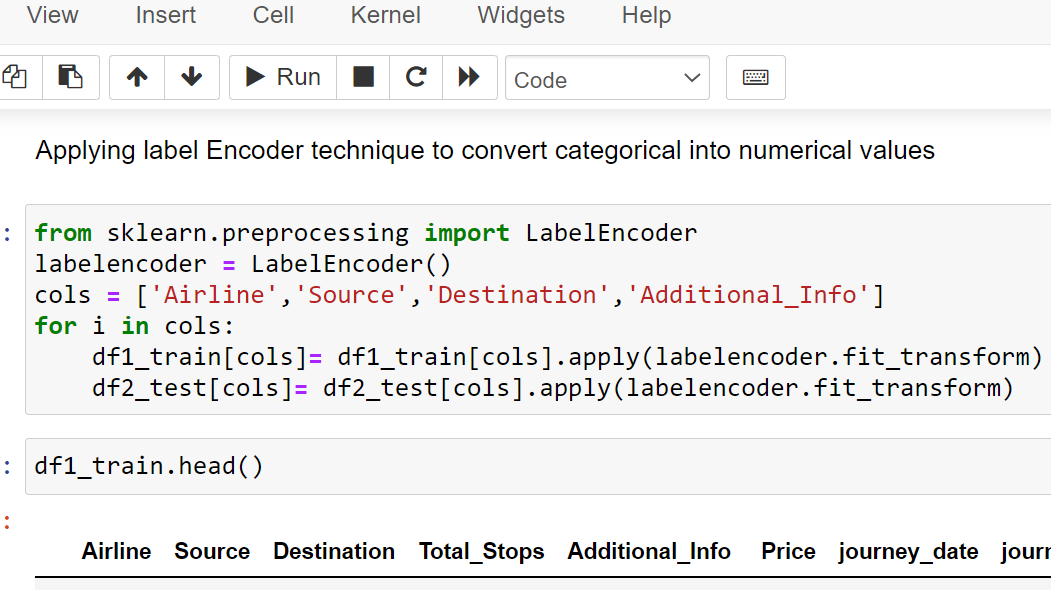 View Insert Cell Kernel Widgets Help
Run Code
Applying label Encoder technique to convert categorical into numerical values
: from sklearn.preprocessing import LabelEncoder
labelencoder = LabelEncoder()
cols = ['Airline','Source','Destination','Additional_Info']
for i in cols:
    df1_train[cols]= df1_train[cols].apply(labelencoder.fit_transform)
    df2_test[cols]= df2_test[cols].apply(labelencoder.fit_transform)
: df1_train.head()
:
Airline Source Destination Total_Stops Additional_Info Price journey_date